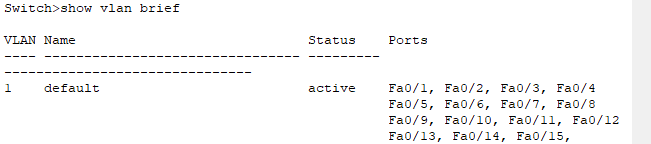 Switch>show vlan brief
VLAN Name Status Ports
---- -------------------------------- ---------
-------------------------------
1 default active Fa0/1, Fa0/2, Fa0/3, Fa0/4
Fa0/5, Fa0/6, Fa0/7, Fa0/8
Fa0/9, Fa0/10, Fa0/11, Fa0/12
Fa0/13, Fa0/14, Fa0/15,